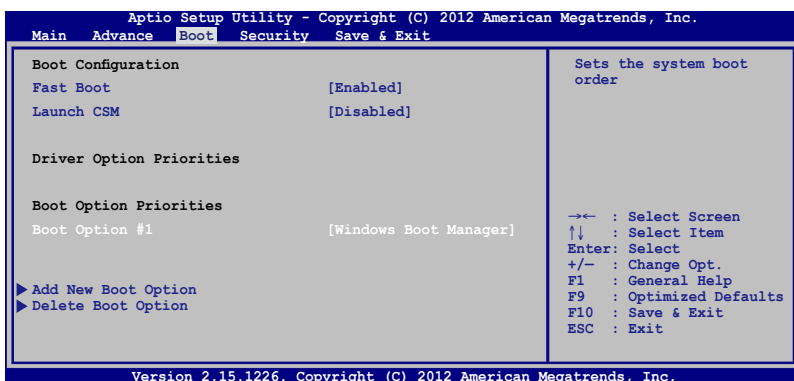 Aptio Setup Utility - Copyright (C) 2012 American Megatrends, Inc.
Main Advance Boot Security Save & Exit
Boot Configuration
Fast Boot [Enabled]
Launch CSM [Disabled]
Driver Option Priorities
Boot Option Priorities
Boot Option #1 [Windows Boot Manager]
Add New Boot Option
Delete Boot Option
Sets the system boot
order
→← : Select Screen
↑↓ : Select Item
Enter: Select
+/— : Change Opt.
F1 : General Help
F9 : Optimized Defaults
F10 : Save & Exit
ESC : Exit
Version 2.15.1226. Copyright (C) 2012 American Megatrends, Inc.